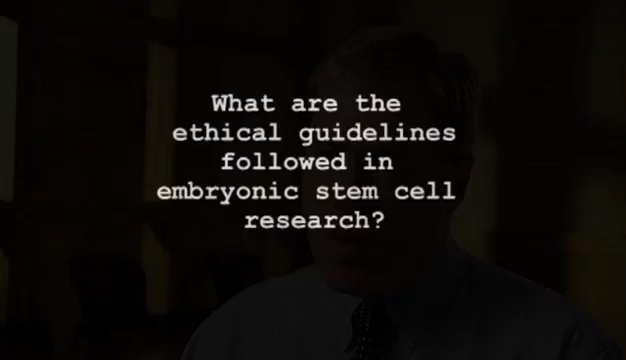 What are the
ethical guidelines
followed in
embryonic stem cell
research?